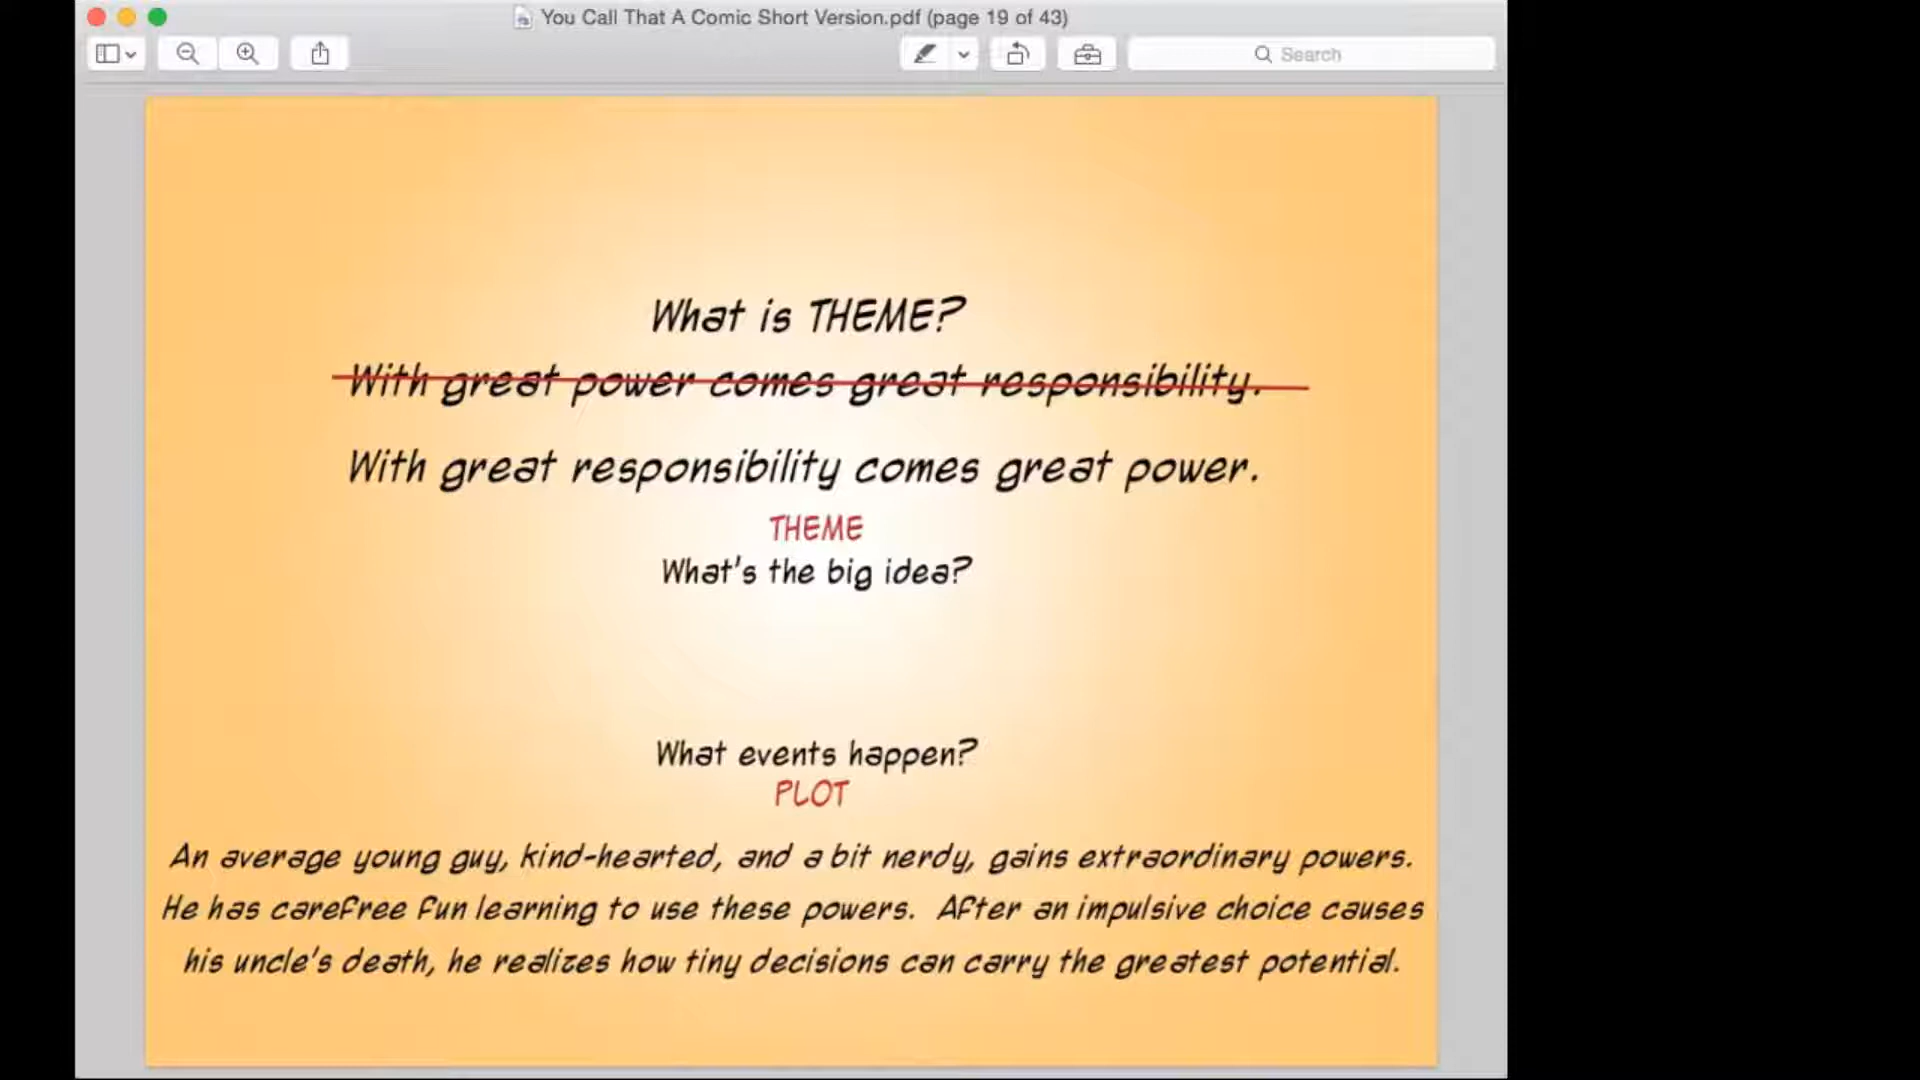 You Call That A Comic Short Version.pdf (page 19 of 43)
Search
What is THEME?
With great power comes great responsibility.
With great responsibility comes great power.
THEME
What's the big idea?
What events happen?
PLOT
An average young guy, kind-hearted, and a bit nerdy, gains extraordinary powers.
He has carefree fun learning to use these powers. After an impulsive choice causes
his uncle's death, he realizes how tiny decisions can carry the greatest potential.